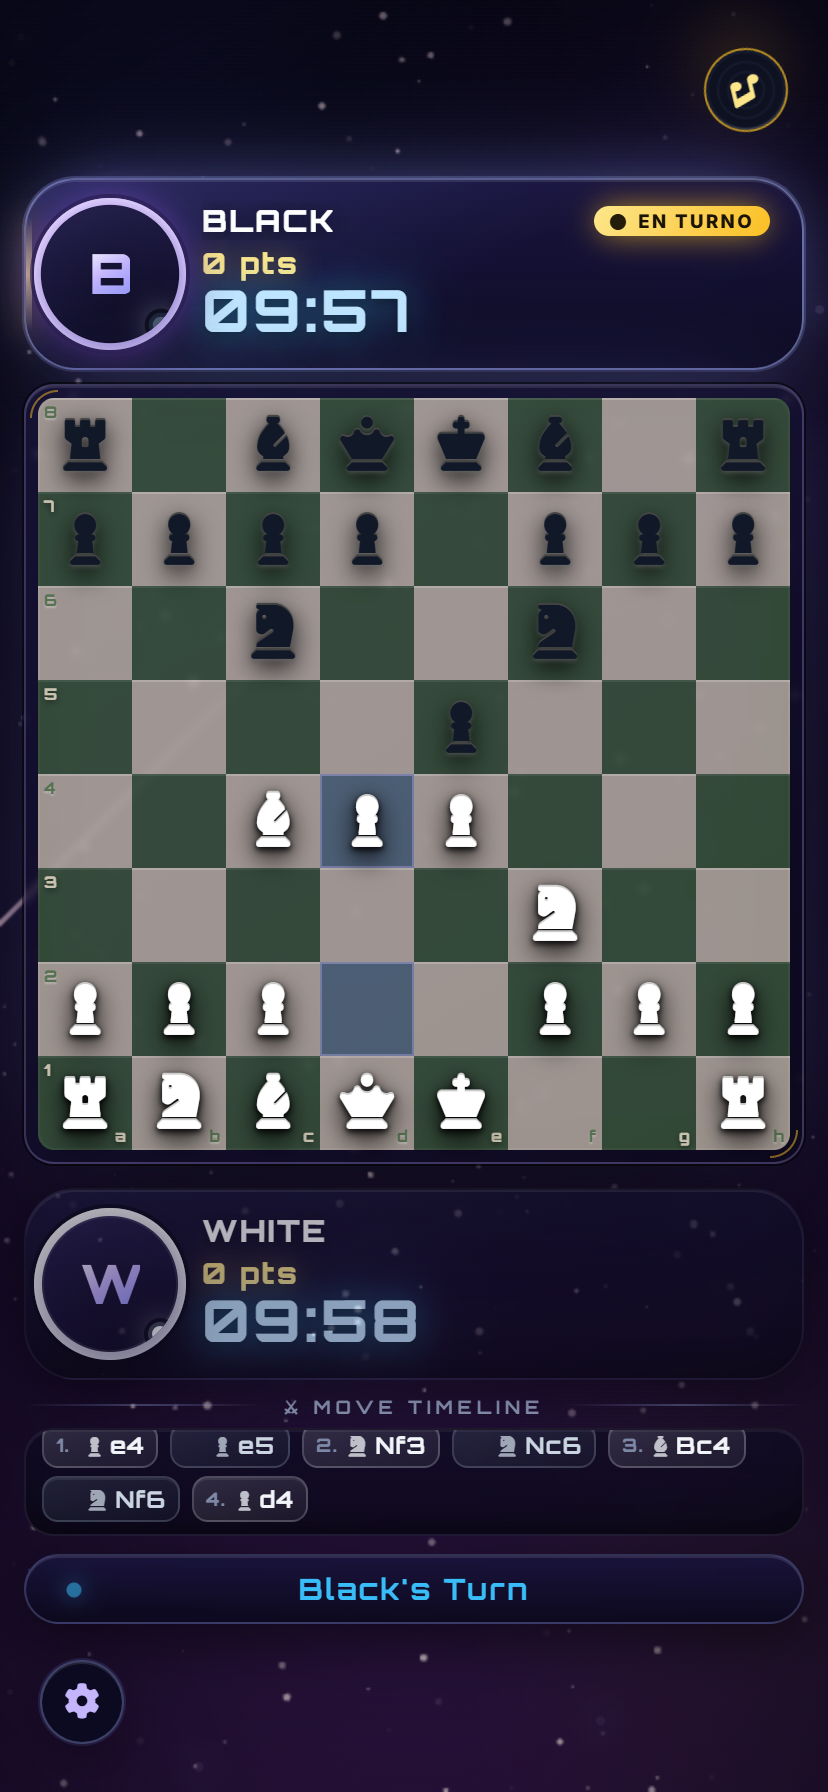 BLACK
EN TURNO
B
0 pts
09:57
8
7
6
5
4
3
2
1
a b c d e f g h
WHITE
W
0 pts
09:58
MOVE TIMELINE
1. e4 e5 2. Nf3 Nc6 3. Bc4
Nf6 4. d4
Black's Turn